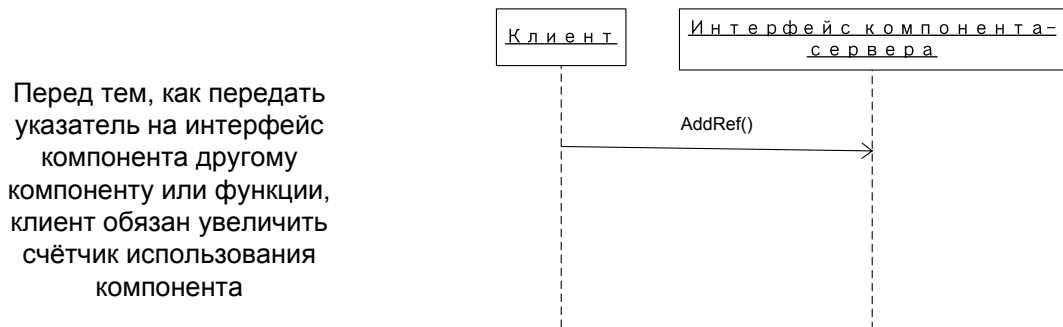 Перед тем, как передать
указатель на интерфейс
компонента другому
компоненту или функции,
клиент обязан увеличить
счётчик использования
компонента
Клиент
Интерфейс компонента-
сервера
AddRef()